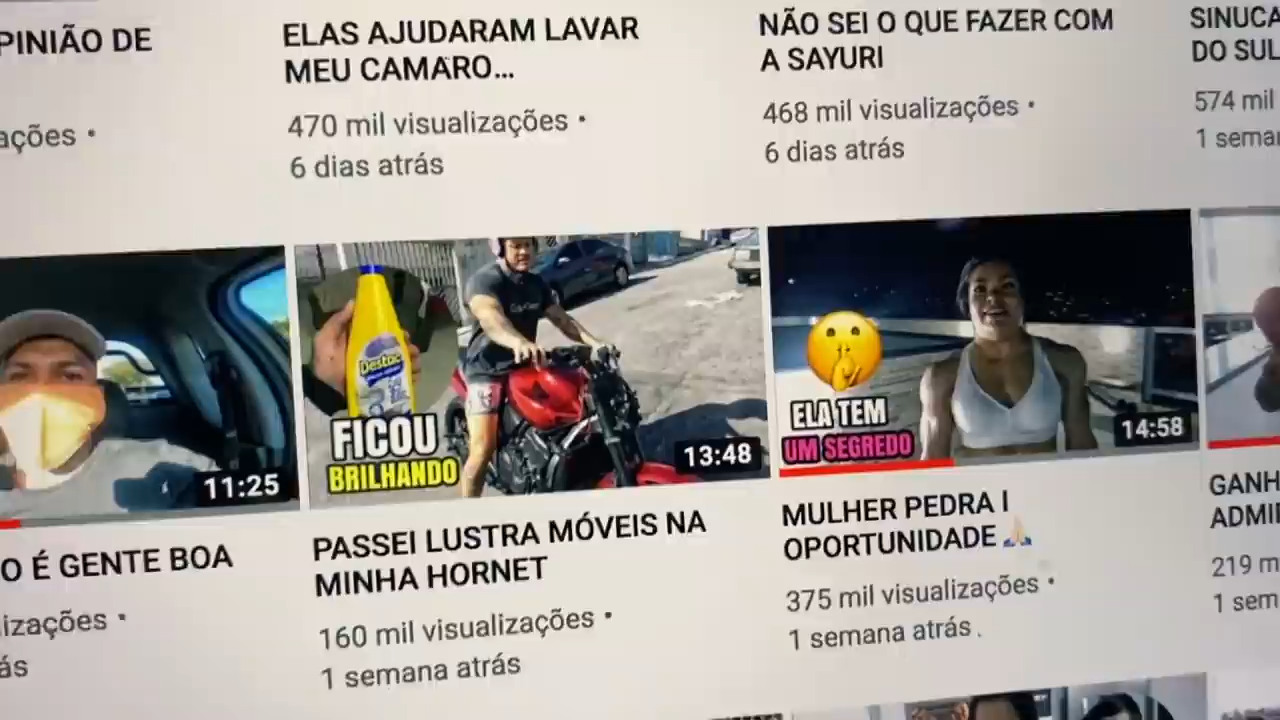 PINIÃO DE
ELAS AJUDARAM LAVAR
MEU CAMARO...
NÃO SEI O QUE FAZER COM
A SAYURI
SINUCA
DO SUL
ações •
470 mil visualizações •
6 dias atrás
468 mil visualizações •
6 dias atrás
574 mil
1 semai
11:25
Destac
FICOU
BRILHANDO
13:48
ELA TEM
UM SEGREDO
14:58
O É GENTE BOA
PASSEI LUSTRA MÓVEIS NA
MINHA HORNET
MULHER PEDRA I
OPORTUNIDADE 🙏🏻
GANH
ADMI
lizações •
ás
160 mil visualizações •
1 semana atrás
375 mil visualizações •
1 semana atrás
219 m
1 sem